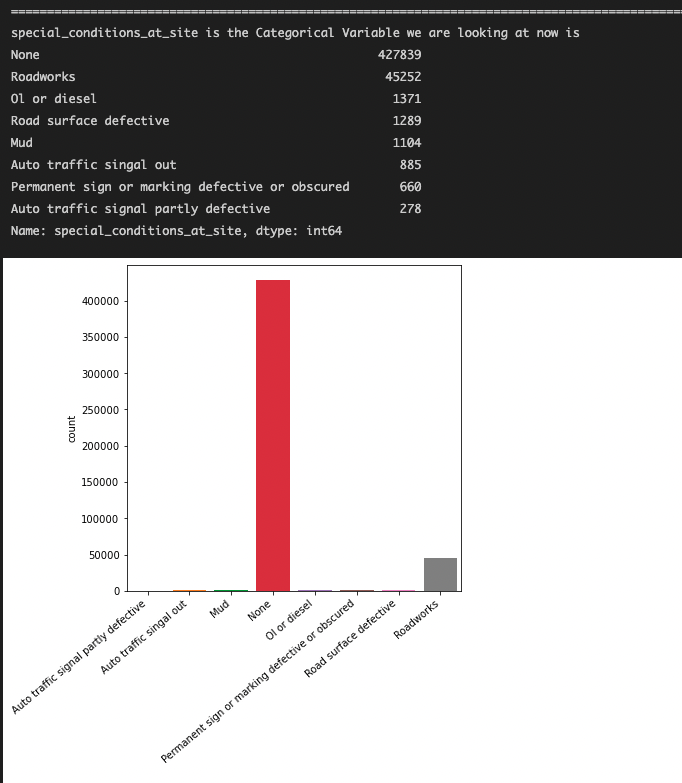 special_conditions_at_site is the Categorical Variable we are looking at now is
None 427839
Roadworks 45252
Ol or diesel 1371
Road surface defective 1289
Mud 1104
Auto traffic singal out 885
Permanent sign or marking defective or obscured 660
Auto traffic signal partly defective 278
Name: special_conditions_at_site, dtype: int64
400000
350000
300000
250000
200000
150000
100000
50000
0
count
Auto traffic signal partly defective
Auto traffic singal out
Mud
None
Ol or diesel
Permanent sign or marking defective or obscured
Road surface defective
Roadworks